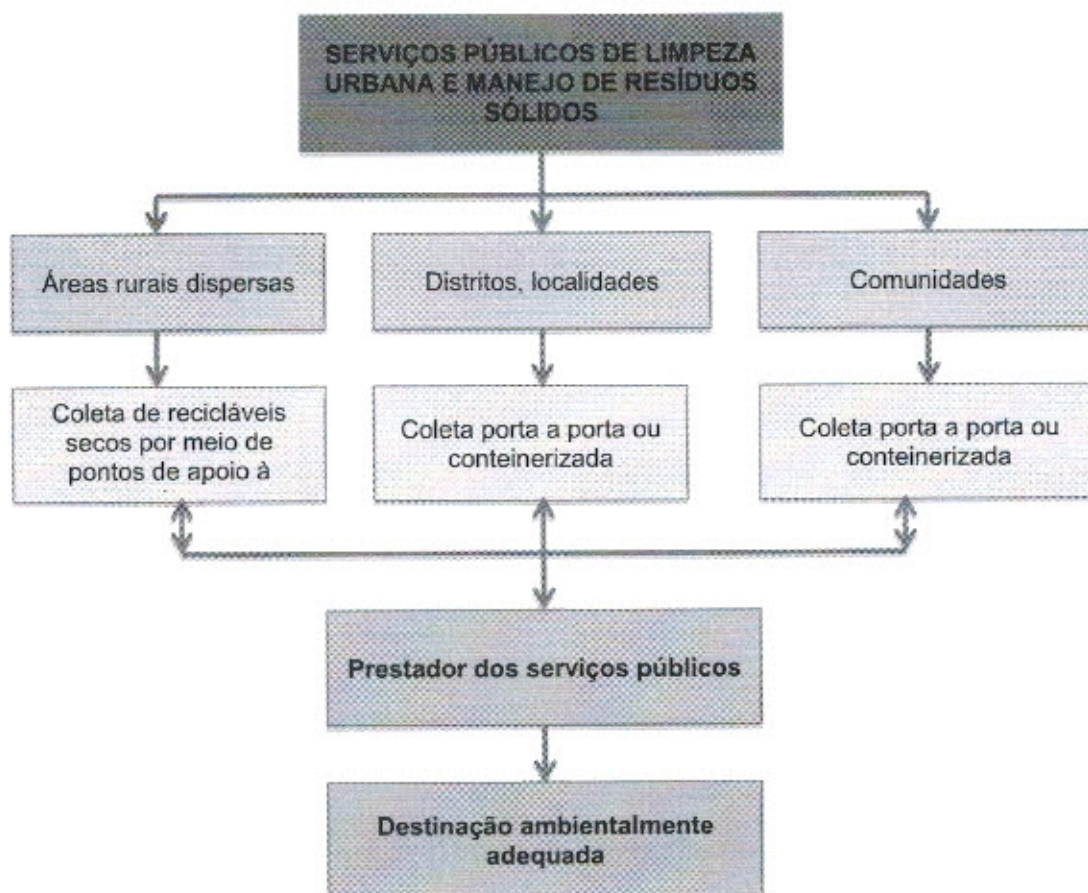 SERVIÇOS PÚBLICOS DE LIMPEZA
URBANA E MANEJO DE RESÍDUOS
SÓLIDOS
Áreas rurais dispersas
Distritos, localidades
Comunidades
Coleta de recicláveis
secos por meio de
pontos de apoio à
Coleta porta a porta ou
conteinerizada
Coleta porta a porta ou
conteinerizada
Prestador dos serviços públicos
Destinação ambientalmente
adequada